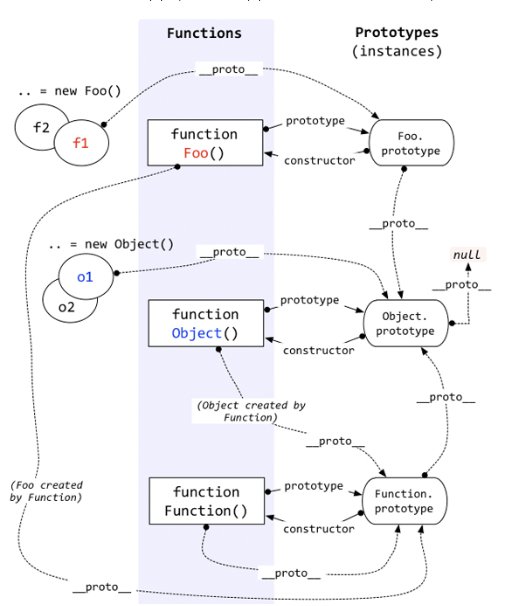 Functions
Prototypes
(instances)
__proto__
.. = new Foo()
f2
f1
function
Foo()
prototype
constructor
Foo.
prototype
__proto__
.. = new Object()
__proto__
null
__proto__
o1
o2
function
Object()
prototype
constructor
Object.
prototype
(Object created by
Function)
__proto__
__proto__
(Foo created
by Function)
function
Function()
prototype
constructor
Function.
prototype
__proto__
__proto__